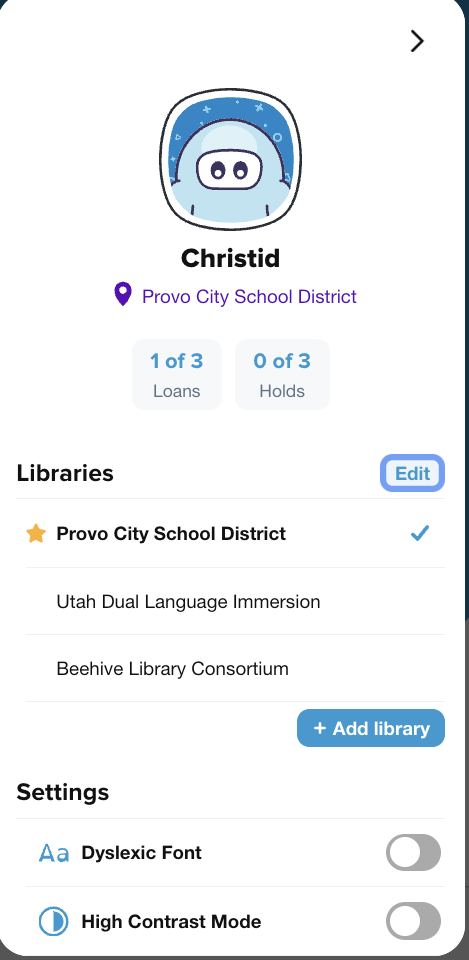 Christid
Provo City School District
1 of 3
Loans
0 of 3
Holds
Libraries
Edit
Provo City School District
Utah Dual Language Immersion
Beehive Library Consortium
+ Add library
Settings
Aa Dyslexic Font
High Contrast Mode